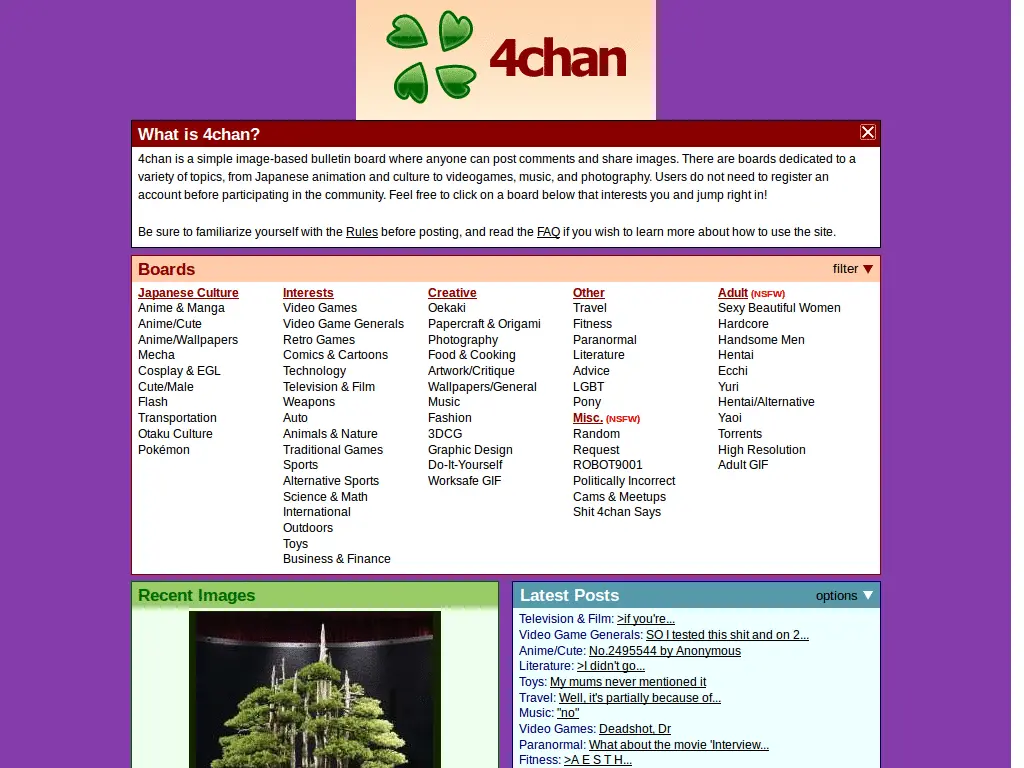 4chan
What is 4chan?
4chan is a simple image-based bulletin board where anyone can post comments and share images. There are boards dedicated to a
variety of topics, from Japanese animation and culture to videogames, music, and photography. Users do not need to register an
account before participating in the community. Feel free to click on a board below that interests you and jump right in!
Be sure to familiarize yourself with the Rules before posting, and read the FAQ if you wish to learn more about how to use the site.
Boards
filter ▼
Japanese Culture
Anime & Manga
Anime/Cute
Anime/Wallpapers
Mecha
Cosplay & EGL
Cute/Male
Flash
Transportation
Otaku Culture
Pokémon
Interests
Video Games
Video Game Generals
Retro Games
Comics & Cartoons
Technology
Television & Film
Weapons
Auto
Animals & Nature
Traditional Games
Sports
Alternative Sports
Science & Math
International
Outdoors
Toys
Business & Finance
Creative
Oekaki
Papercraft & Origami
Photography
Food & Cooking
Artwork/Critique
Wallpapers/General
Music
Fashion
3DCG
Graphic Design
Do-It-Yourself
Worksafe GIF
Other
Travel
Fitness
Paranormal
Literature
Advice
LGBT
Pony
Misc. (NSFW)
Random
Request
ROBOT9001
Politically Incorrect
Cams & Meetups
Shit 4chan Says
Adult (NSFW)
Sexy Beautiful Women
Hardcore
Handsome Men
Hentai
Ecchi
Yuri
Hentai/Alternative
Yaoi
Torrents
High Resolution
Adult GIF
Recent Images
Latest Posts
options ▼
Television & Film: >if you're...
Video Game Generals: SO I tested this shit and on 2...
Anime/Cute: No.2495544 by Anonymous
Literature: >I didn't go...
Toys: My mums never mentioned it
Travel: Well, it's partially because of...
Music: "no"
Video Games: Deadshot, Dr
Paranormal: What about the movie 'Interview...
Fitness: >A E S T H...